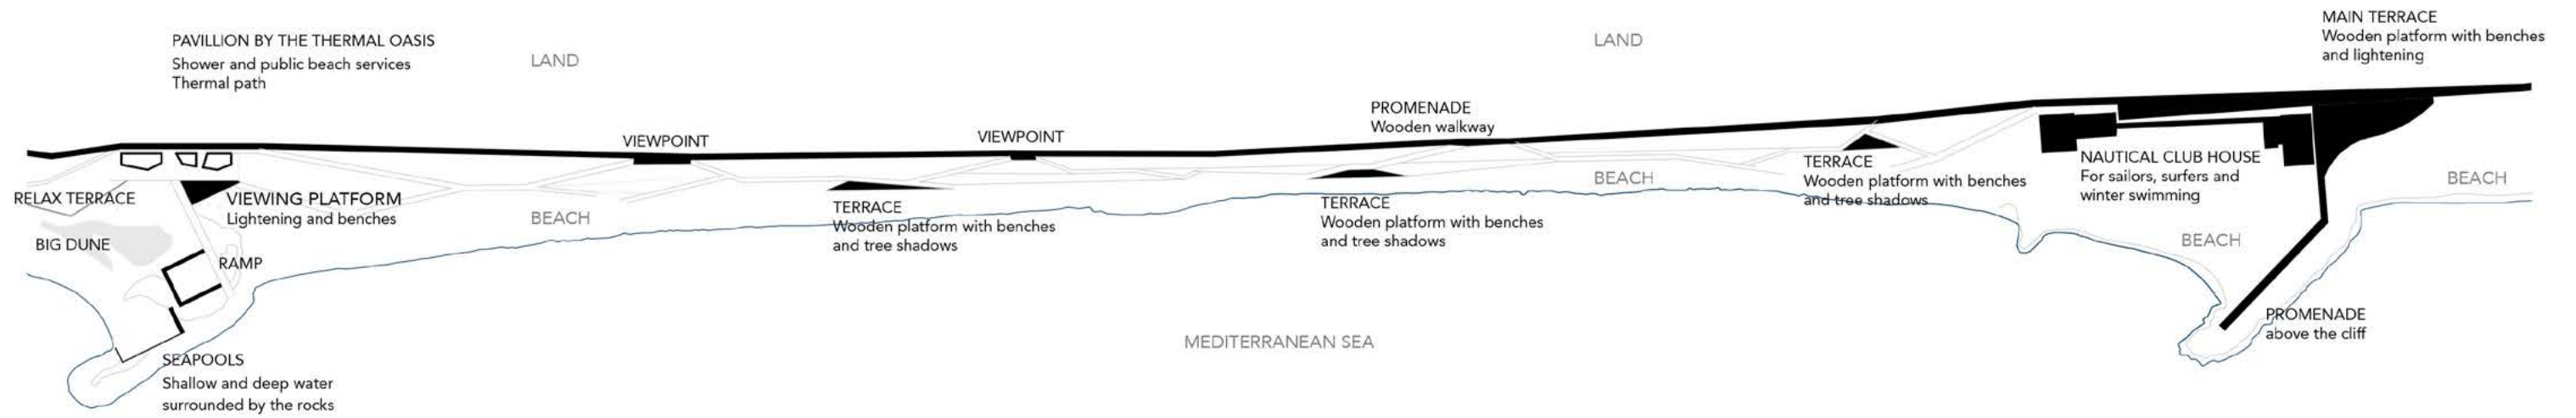 PAVILLION BY THE THERMAL OASIS
Shower and public beach services
Thermal path
LAND
LAND
MAIN TERRACE
Wooden platform with benches
and lightening
VIEWPOINT
VIEWPOINT
PROMENADE
Wooden walkway
RELAX TERRACE
VIEWING PLATFORM
Lightening and benches
BIG DUNE
RAMP
BEACH
TERRACE
Wooden platform with benches
and tree shadows
TERRACE
Wooden platform with benches
and tree shadows
BEACH
TERRACE
Wooden platform with benches
and tree shadows
NAUTICAL CLUB HOUSE
For sailors, surfers and
winter swimming
BEACH
BEACH
SEAPOOLS
Shallow and deep water
surrounded by the rocks
MEDITERRANEAN SEA
PROMENADE
above the cliff